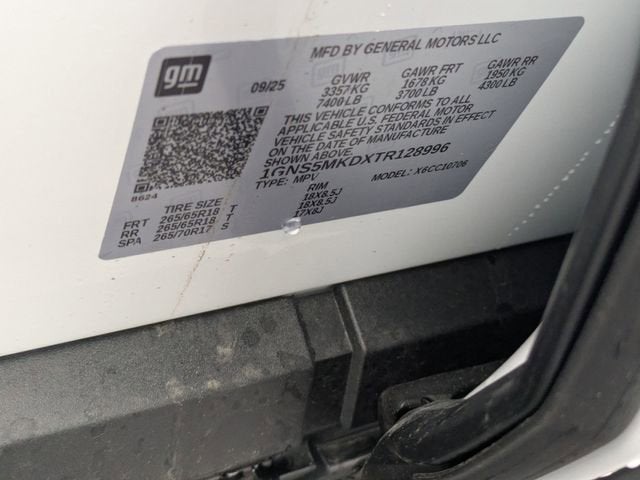 gm
MFD BY GENERAL MOTORS LLC
09/25 GVWR GAWR FRT GAWR RR
3357 KG 1678 KG 1950 KG
7400 LB 3700 LB 4300 LB
THIS VEHICLE CONFORMS TO ALL
APPLICABLE U.S. FEDERAL MOTOR
VEHICLE SAFETY STANDARDS IN EFFECT
ON THE DATE OF MANUFACTURE
SHOWN ABOVE.
1GNS5MKDXTR128996
TYPE: MPV MODEL: X6CC10706
8624
TIRE SIZE RIM
FRT 265/65R18 T 18X8.5J
RR 265/65R18 T 18X8.5J
SPA 265/70R17 S 17X8J